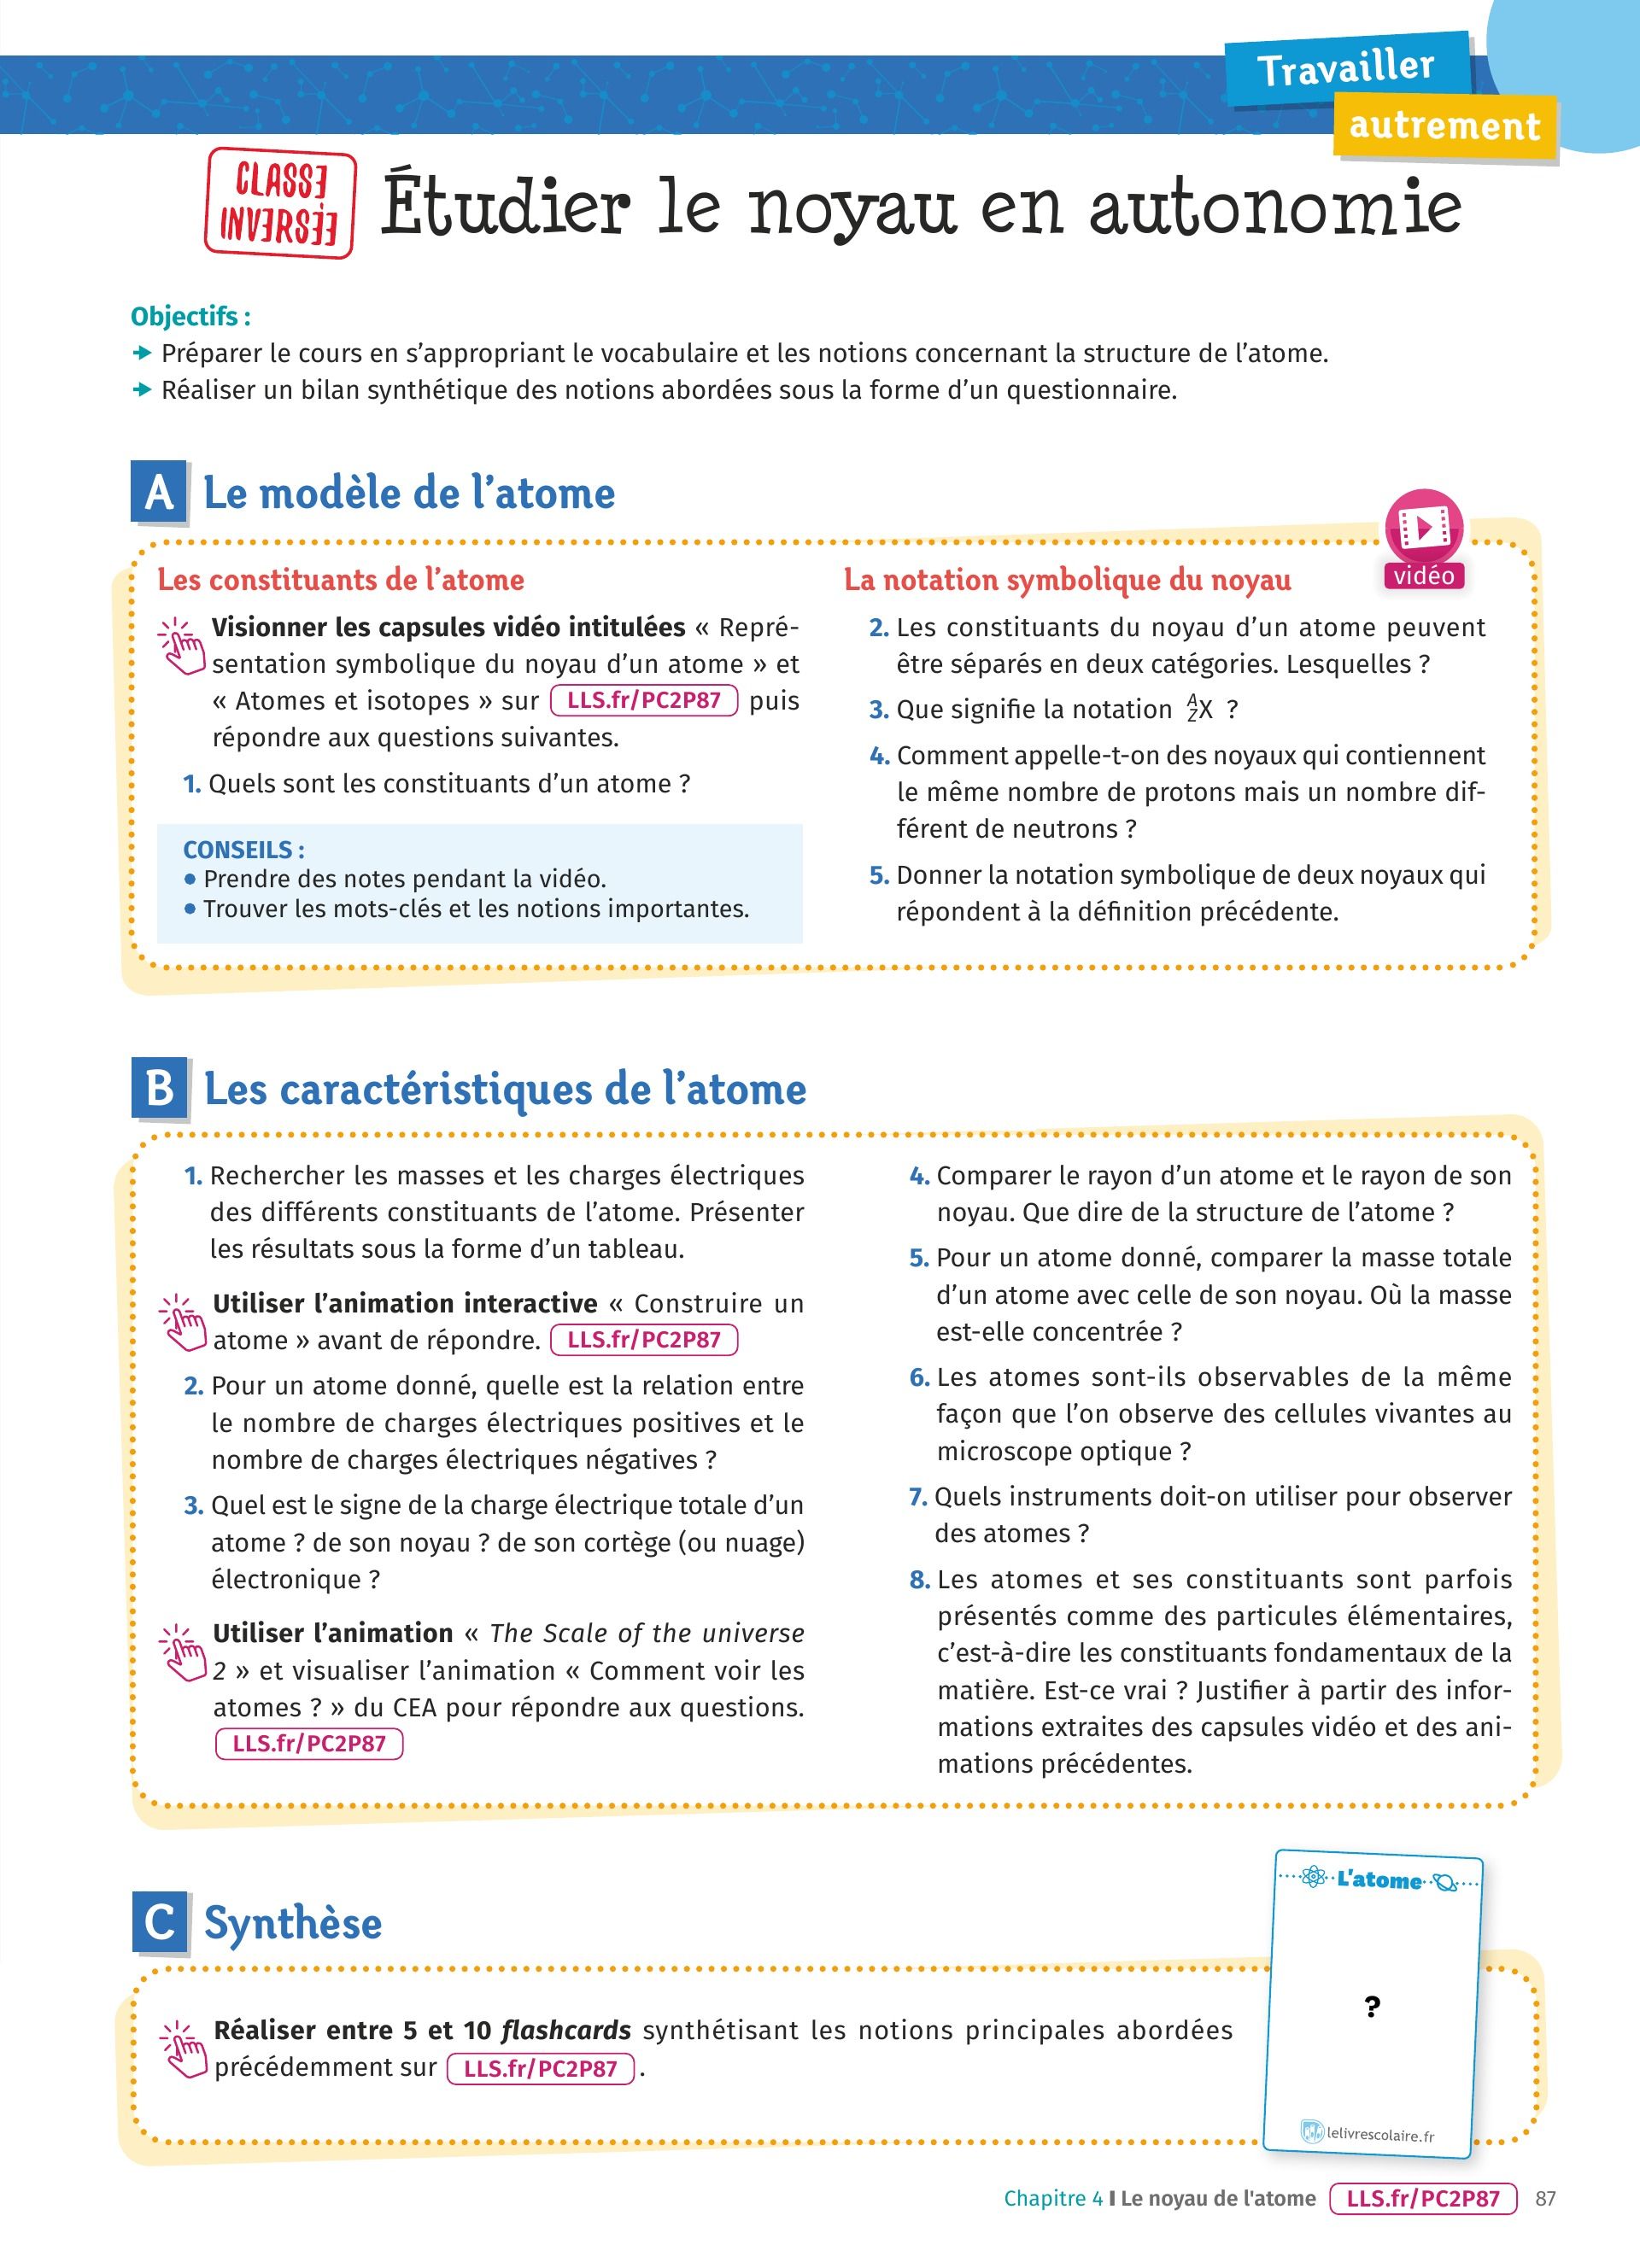 Travailler
autrement
CLASSE
INVERSÉE
Étudier le noyau en autonomie
Objectifs :
Préparer le cours en s’appropriant le vocabulaire et les notions concernant la structure de l’atome.
Réaliser un bilan synthétique des notions abordées sous la forme d’un questionnaire.
A Le modèle de l’atome
vidéo
Les constituants de l’atome
Visionner les capsules vidéo intitulées « Repré-
sentation symbolique du noyau d’un atome » et
« Atomes et isotopes » sur LLS.fr/PC2P87 puis
répondre aux questions suivantes.
1. Quels sont les constituants d’un atome ?
CONSEILS :
• Prendre des notes pendant la vidéo.
• Trouver les mots-clés et les notions importantes.
La notation symbolique du noyau
2. Les constituants du noyau d’un atome peuvent
être séparés en deux catégories. Lesquelles ?
3. Que signifie la notation A/Z X ?
4. Comment appelle-t-on des noyaux qui contiennent
le même nombre de protons mais un nombre dif-
férent de neutrons ?
5. Donner la notation symbolique de deux noyaux qui
répondent à la définition précédente.
B Les caractéristiques de l’atome
1. Rechercher les masses et les charges électriques
des différents constituants de l’atome. Présenter
les résultats sous la forme d’un tableau.
Utiliser l’animation interactive « Construire un
atome » avant de répondre. LLS.fr/PC2P87
2. Pour un atome donné, quelle est la relation entre
le nombre de charges électriques positives et le
nombre de charges électriques négatives ?
3. Quel est le signe de la charge électrique totale d’un
atome ? de son noyau ? de son cortège (ou nuage)
électronique ?
Utiliser l’animation « The Scale of the universe
2 » et visualiser l’animation « Comment voir les
atomes ? » du CEA pour répondre aux questions.
LLS.fr/PC2P87
4. Comparer le rayon d’un atome et le rayon de son
noyau. Que dire de la structure de l’atome ?
5. Pour un atome donné, comparer la masse totale
d’un atome avec celle de son noyau. Où la masse
est-elle concentrée ?
6. Les atomes sont-ils observables de la même
façon que l’on observe des cellules vivantes au
microscope optique ?
7. Quels instruments doit-on utiliser pour observer
des atomes ?
8. Les atomes et ses constituants sont parfois
présentés comme des particules élémentaires,
c’est-à-dire les constituants fondamentaux de la
matière. Est-ce vrai ? Justifier à partir des infor-
mations extraites des capsules vidéo et des ani-
mations précédentes.
C Synthèse
Réaliser entre 5 et 10 flashcards synthétisant les notions principales abordées
précédemment sur LLS.fr/PC2P87 .
L'atome
?
lelivrescolaire.fr
Chapitre 4 I Le noyau de l'atome LLS.fr/PC2P87 87